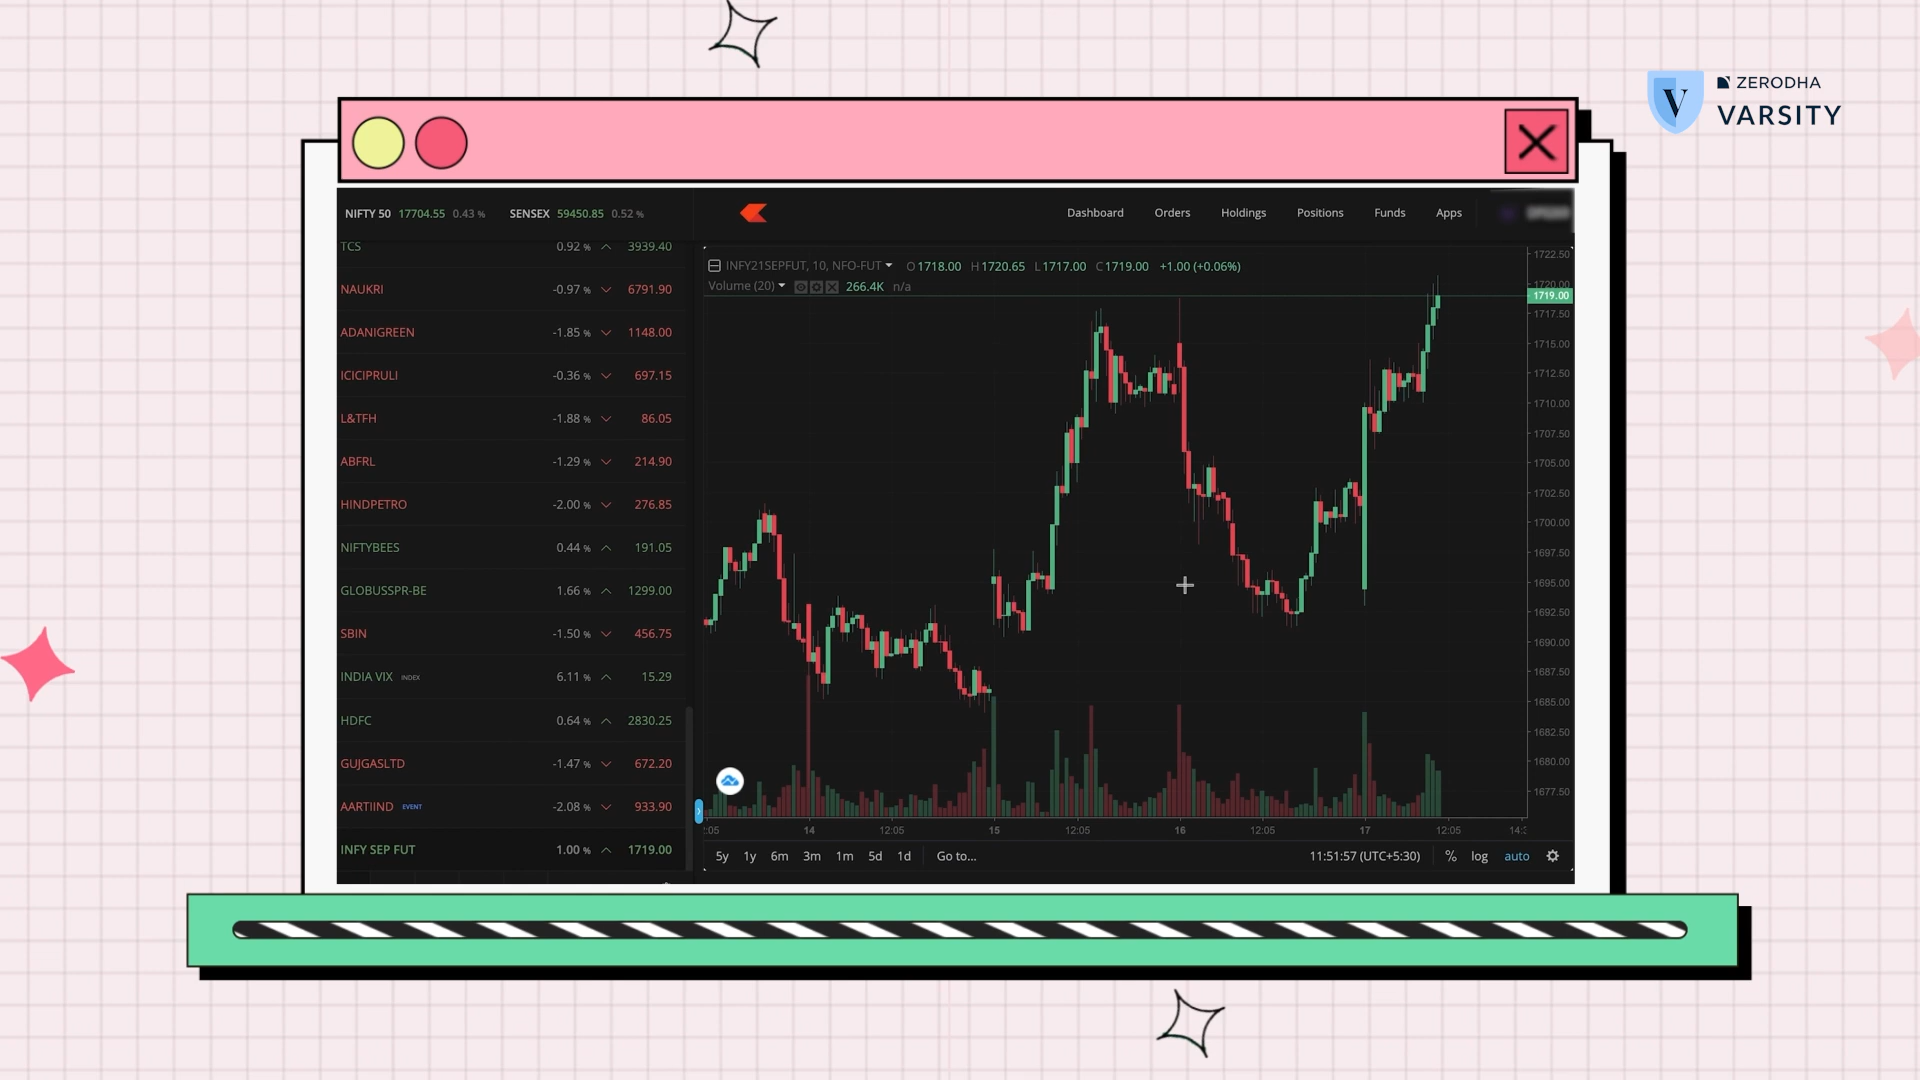 ZERODHA
VARSITY
NIFTY 50 17704.55 0.43 % SENSEX 59450.85 0.52 %
Dashboard Orders Holdings Positions Funds Apps
TCS 0.92 % 3939.40
NAUKRI -0.97 % 6791.90
ADANIGREEN -1.85 % 1148.00
ICICIPRULI -0.36 % 697.15
L&TFH -1.88 % 86.05
ABFRL -1.29 % 214.90
HINDPETRO -2.00 % 276.85
NIFTYBEES 0.44 % 191.05
GLOBUSSPR-BE 1.66 % 1299.00
SBIN -1.50 % 456.75
INDIA VIX INDEX 6.11 % 15.29
HDFC 0.64 % 2830.25
GUJGASLTD -1.47 % 672.20
AARTIIND EVENT -2.08 % 933.90
INFY SEP FUT 1.00 % 1719.00
INFY21SEPFUT, 10, NFO-FUT O 1718.00 H 1720.65 L 1717.00 C 1719.00 +1.00 (+0.06%)
Volume (20) 266.4K n/a
1722.50
1720.00
1719.00
1717.50
1715.00
1712.50
1710.00
1707.50
1705.00
1702.50
1700.00
1697.50
1695.00
1692.50
1690.00
1687.50
1685.00
1682.50
1680.00
1677.50
:05 14 12:05 15 12:05 16 12:05 17 12:05 14:
5y 1y 6m 3m 1m 5d 1d Go to... 11:51:57 (UTC+5:30) % log auto